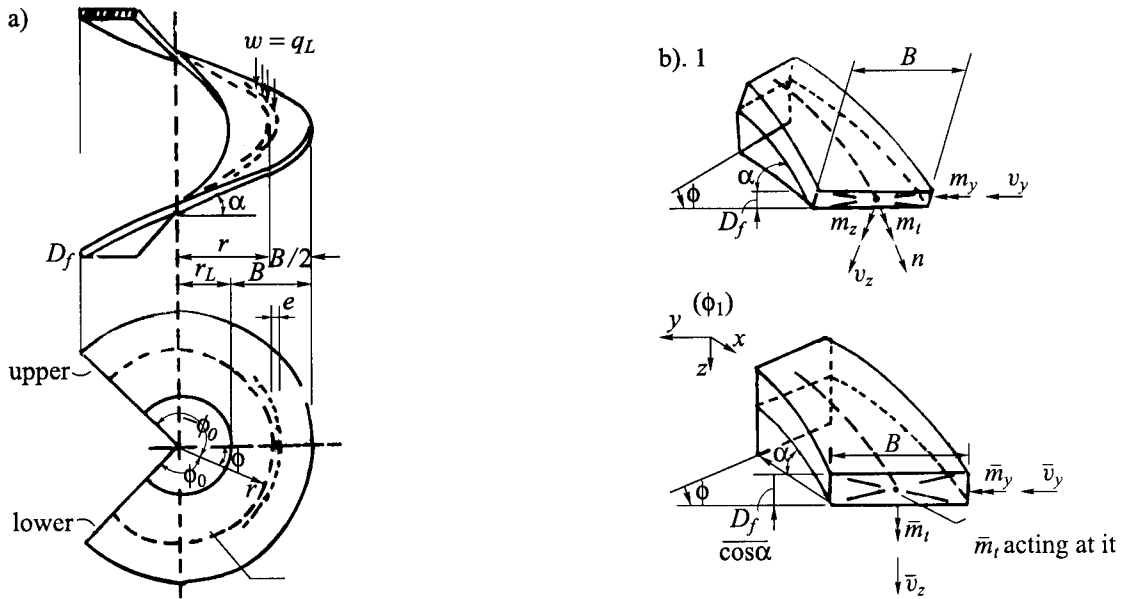 a)
w = q_L
α
D_f
r
B/2
r_L
B
e
upper
ϕ_0
ϕ
ϕ_0
r
lower
b). 1
B
α
ϕ
m_y
v_y
D_f
m_z
m_t
v_z
n
(ϕ_1)
y
x
z
B
α
ϕ
m̄_y
v̄_y
D_f
cosα
m̄_t
m̄_t acting at it
v̄_z